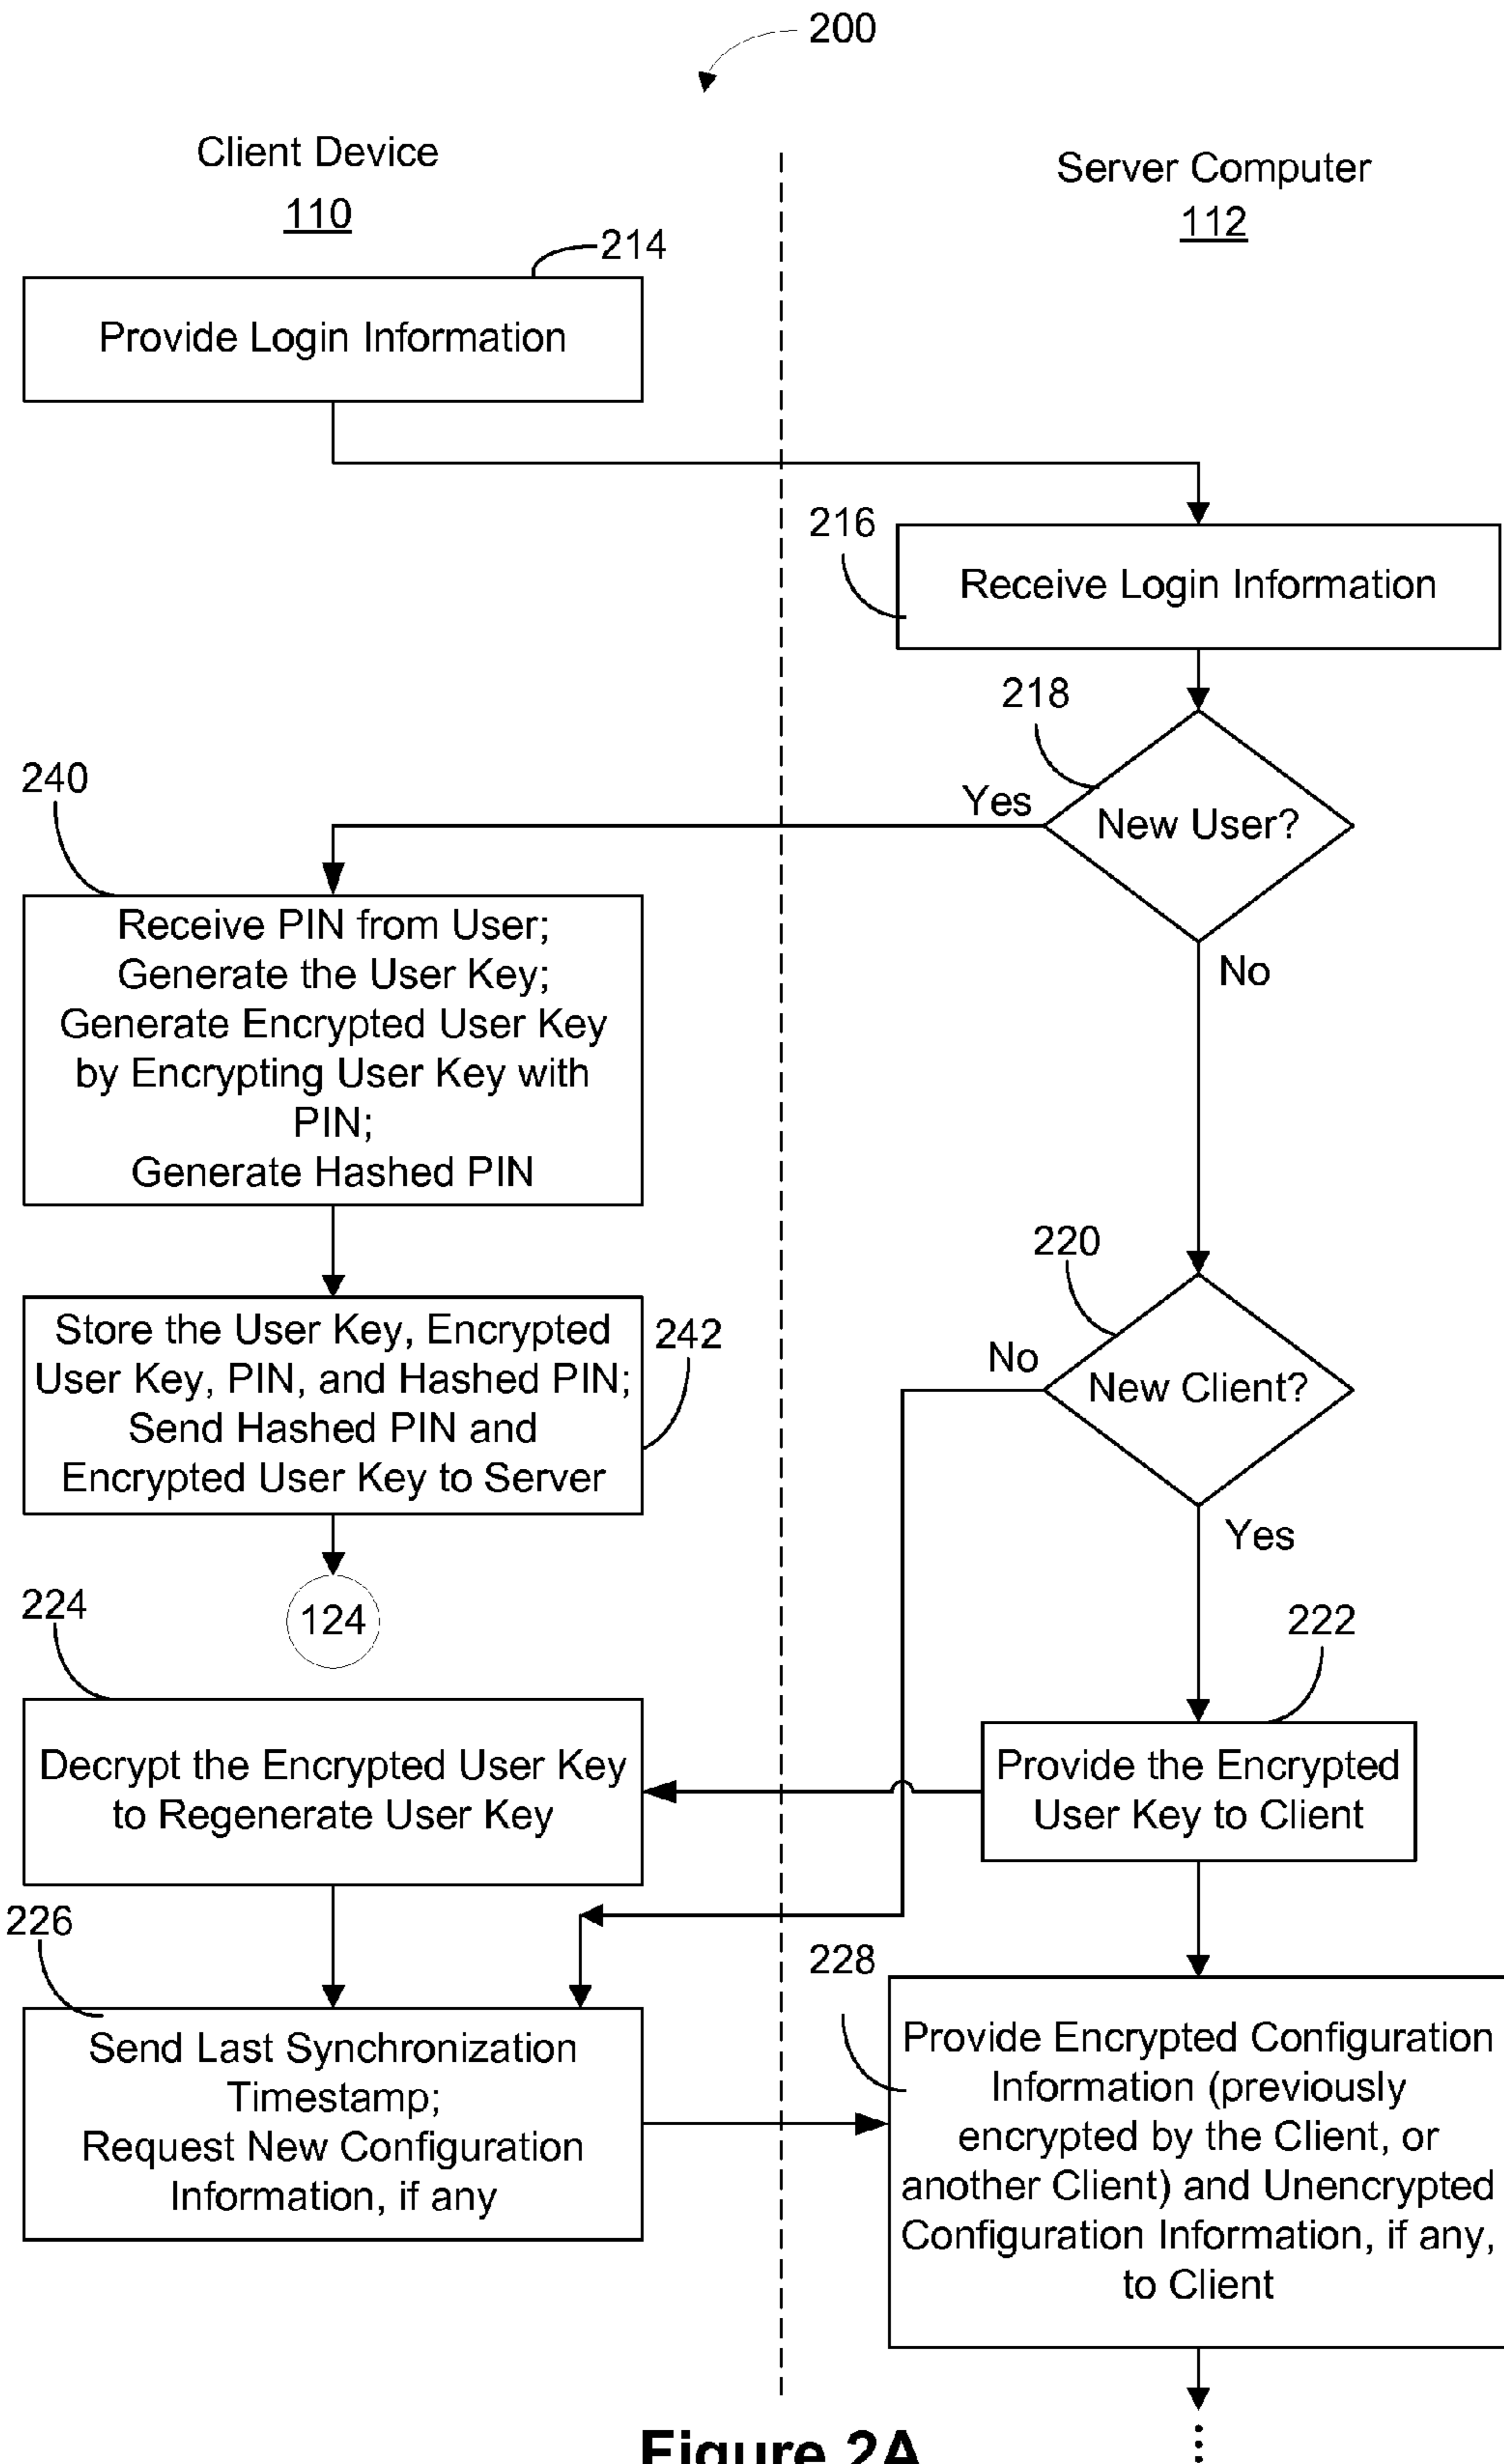 200
Client Device
110
Server Computer
112
214
Provide Login Information
216
Receive Login Information
218
New User?
Yes
No
240
Receive PIN from User;
Generate the User Key;
Generate Encrypted User Key
by Encrypting User Key with
PIN;
Generate Hashed PIN
242
Store the User Key, Encrypted
User Key, PIN, and Hashed PIN;
Send Hashed PIN and
Encrypted User Key to Server
124
220
New Client?
No
Yes
222
Provide the Encrypted
User Key to Client
224
Decrypt the Encrypted User Key
to Regenerate User Key
226
Send Last Synchronization
Timestamp;
Request New Configuration
Information, if any
228
Provide Encrypted Configuration
Information (previously
encrypted by the Client, or
another Client) and Unencrypted
Configuration Information, if any,
to Client
Figure 2A